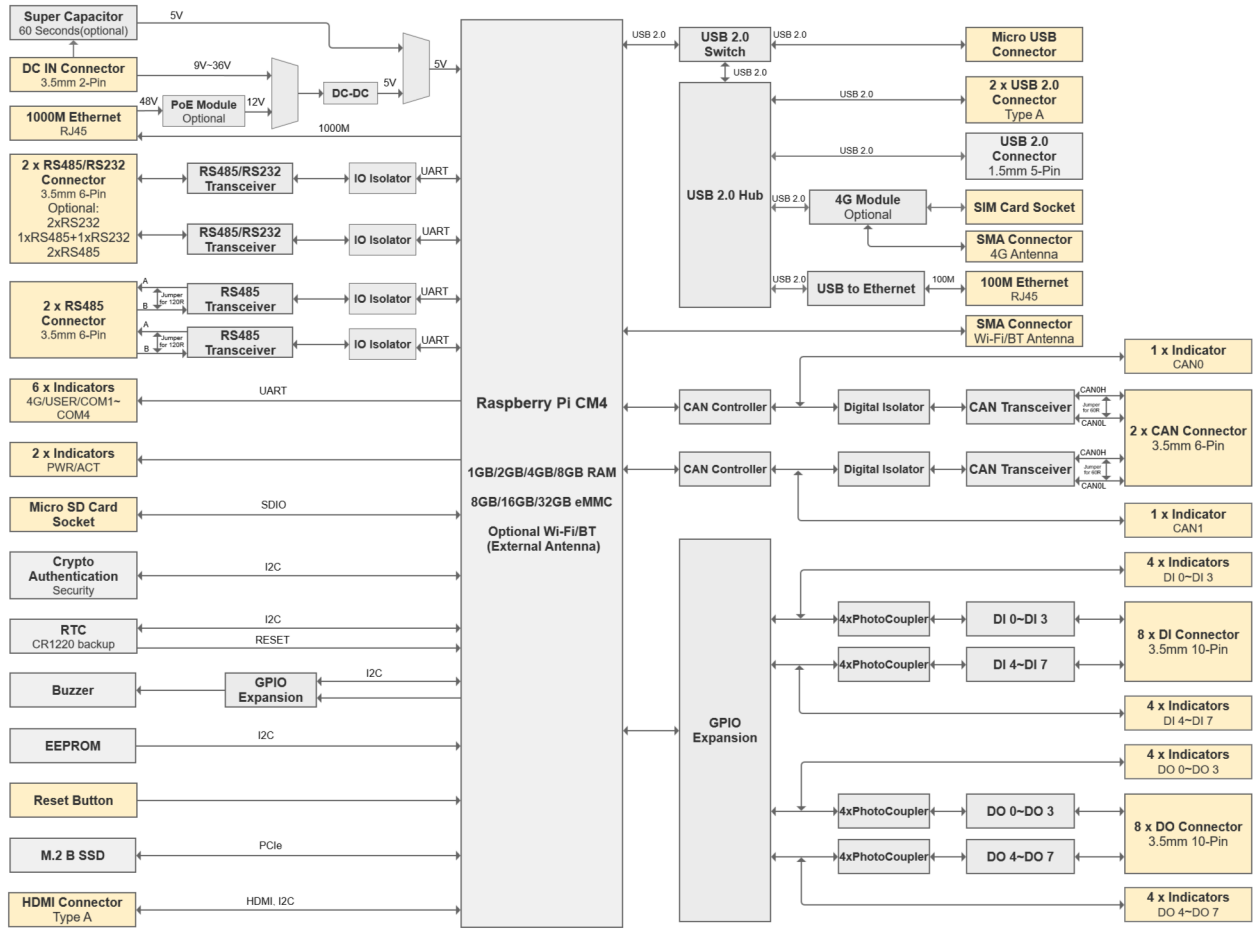 Super Capacitor
60 Seconds(optional)
5V
DC IN Connector
3.5mm 2-Pin
9V~36V
48V
PoE Module
Optional
12V
DC-DC
5V
5V
1000M Ethernet
RJ45
1000M
2 x RS485/RS232
Connector
3.5mm 6-Pin
Optional:
2xRS232
1xRS485+1xRS232
2xRS485
RS485/RS232
Transceiver
IO Isolator
UART
RS485/RS232
Transceiver
IO Isolator
UART
2 x RS485
Connector
3.5mm 6-Pin
A
Jumper
for 120R
B
RS485
Transceiver
IO Isolator
UART
A
Jumper
for 120R
B
RS485
Transceiver
IO Isolator
UART
6 x Indicators
4G/USER/COM1~
COM4
UART
2 x Indicators
PWR/ACT
Micro SD Card
Socket
SDIO
Crypto
Authentication
Security
I2C
RTC
CR1220 backup
I2C
RESET
Buzzer
GPIO
Expansion
I2C
EEPROM
I2C
Reset Button
M.2 B SSD
PCIe
HDMI Connector
Type A
HDMI, I2C
Raspberry Pi CM4
1GB/2GB/4GB/8GB RAM
8GB/16GB/32GB eMMC
Optional Wi-Fi/BT
(External Antenna)
USB 2.0
USB 2.0
Switch
USB 2.0
Micro USB
Connector
USB 2.0
USB 2.0 Hub
USB 2.0
2 x USB 2.0
Connector
Type A
USB 2.0
USB 2.0
Connector
1.5mm 5-Pin
USB 2.0
4G Module
Optional
SIM Card Socket
SMA Connector
4G Antenna
USB 2.0
USB to Ethernet
100M
100M Ethernet
RJ45
SMA Connector
Wi-Fi/BT Antenna
1 x Indicator
CAN0
CAN Controller
Digital Isolator
CAN Transceiver
CAN0H
Jumper
for 60R
CAN0L
2 x CAN Connector
3.5mm 6-Pin
CAN Controller
Digital Isolator
CAN Transceiver
CAN0H
Jumper
for 60R
CAN0L
1 x Indicator
CAN1
GPIO
Expansion
4 x Indicators
DI 0~DI 3
4xPhotoCoupler
DI 0~DI 3
8 x DI Connector
3.5mm 10-Pin
4xPhotoCoupler
DI 4~DI 7
4 x Indicators
DI 4~DI 7
4 x Indicators
DO 0~DO 3
4xPhotoCoupler
DO 0~DO 3
8 x DO Connector
3.5mm 10-Pin
4xPhotoCoupler
DO 4~DO 7
4 x Indicators
DO 4~DO 7